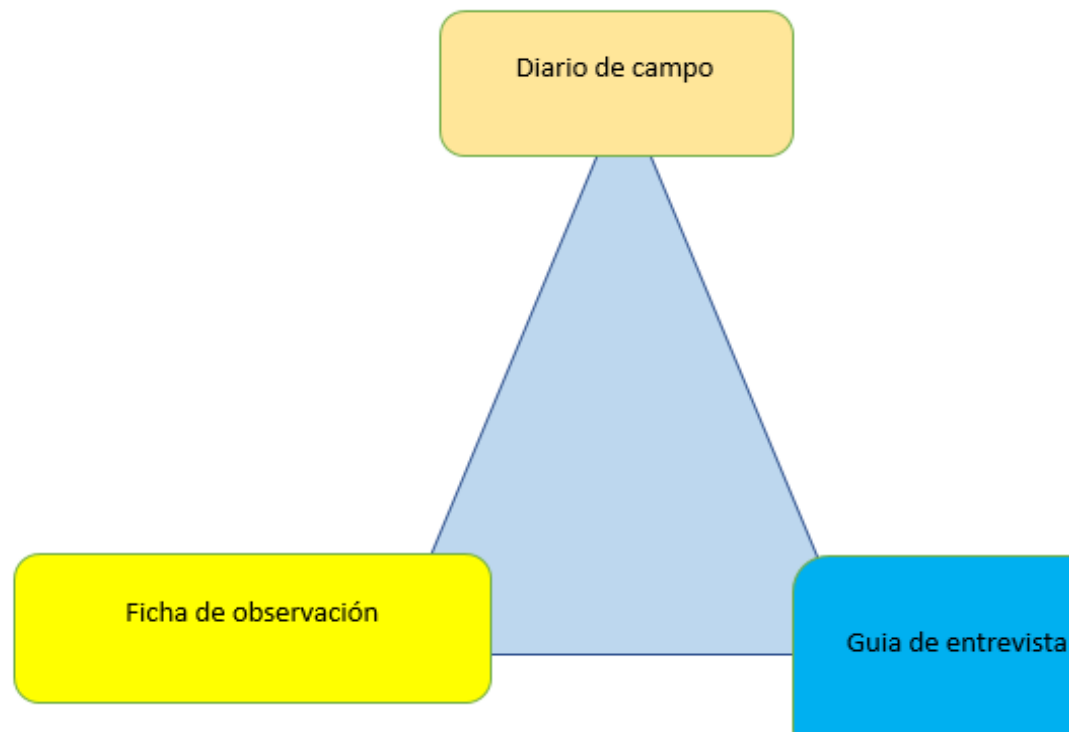 Diario de campo
Ficha de observación
Guia de entrevista